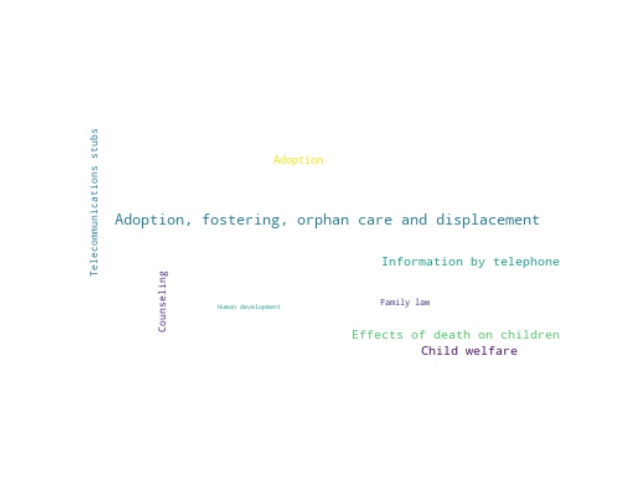 Telecommunications stubs
Adoption
Adoption, fostering, orphan care and displacement
Information by telephone
Counseling
Human development
Family law
Effects of death on children
Child welfare